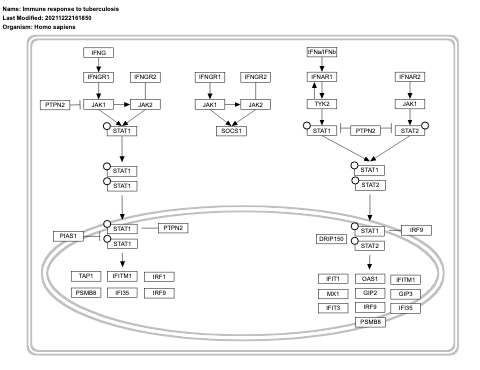 Name: Immune response to tuberculosis
Last Modified: 20211222161850
Organism: Homo sapiens
IFNG
IFNa/IFNb
IFNGR1
IFNGR2
IFNGR1
IFNGR2
IFNAR1
IFNAR2
PTPN2
JAK1
JAK2
JAK1
JAK2
TYK2
JAK1
STAT1
SOCS1
STAT1
PTPN2
STAT2
STAT1
STAT1
STAT1
STAT2
PIAS1
STAT1
PTPN2
STAT1
DRIP150
STAT1
IRF9
STAT2
TAP1
IFITM1
IRF1
PSMB8
IFI35
IRF9
IFIT1
OAS1
IFITM1
MX1
GIP2
GIP3
IFIT3
IRF9
IFI35
PSMB8